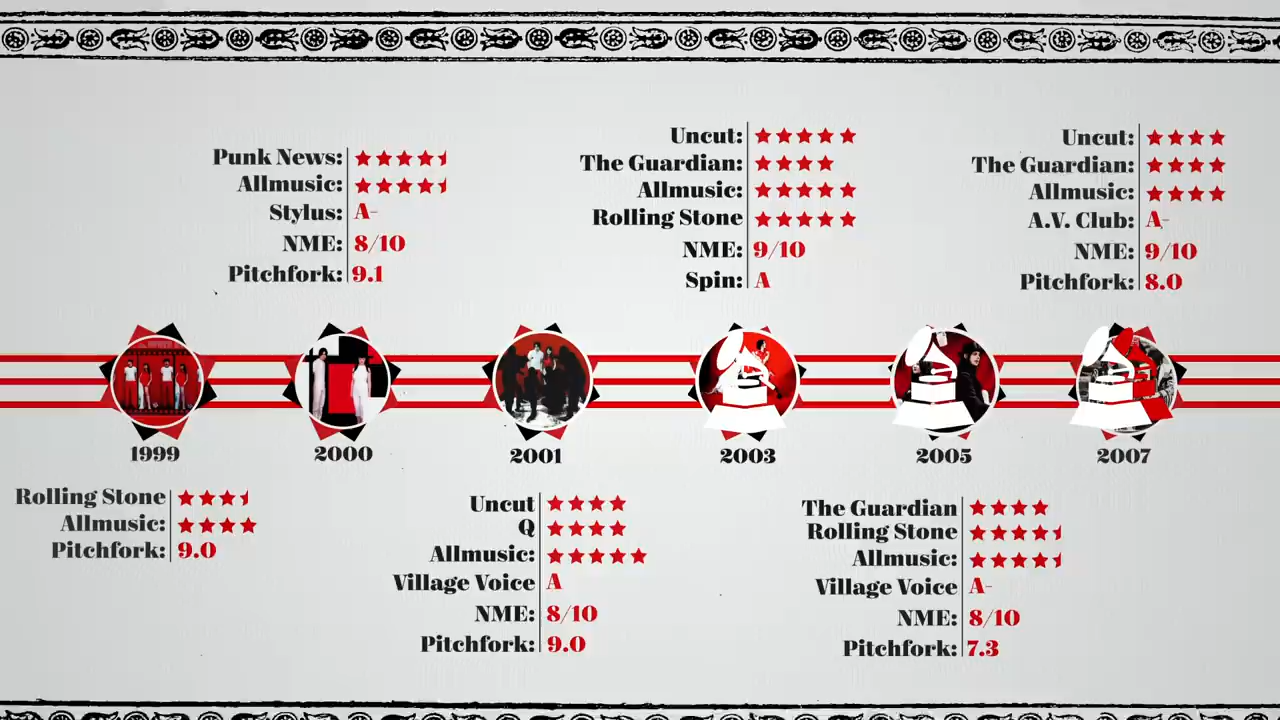 Punk News:
Allmusic:
Stylus: A-
NME: 8/10
Pitchfork: 9.1
Uncut:
The Guardian:
Allmusic:
Rolling Stone
NME: 9/10
Spin: A
Uncut:
The Guardian:
Allmusic:
A.V. Club: A-
NME: 9/10
Pitchfork: 8.0
1999
2000
2001
2003
2005
2007
Rolling Stone
Allmusic:
Pitchfork: 9.0
Uncut
Q
Allmusic:
Village Voice A
NME: 8/10
Pitchfork: 9.0
The Guardian
Rolling Stone
Allmusic:
Village Voice A-
NME: 8/10
Pitchfork: 7.3